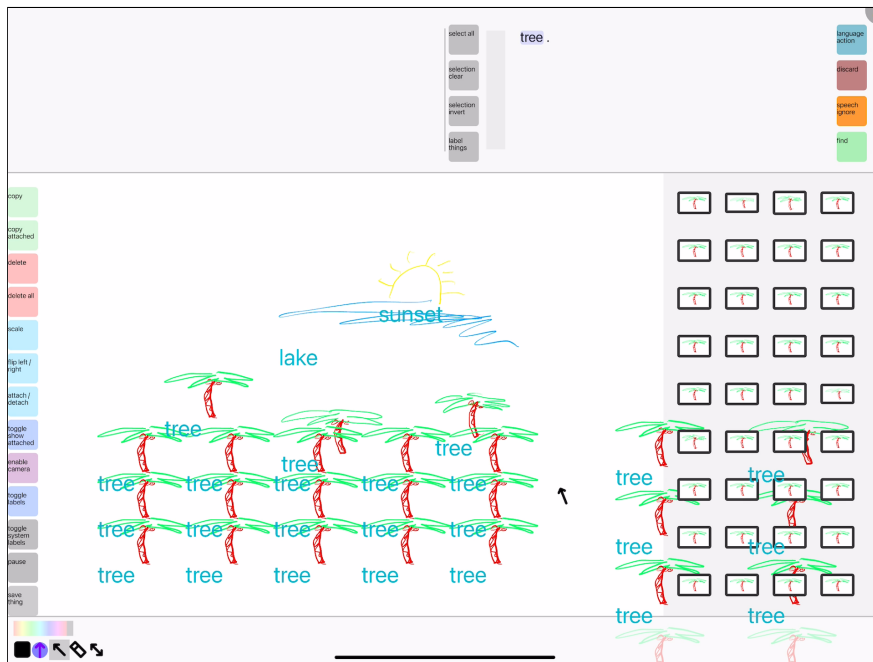 select all
selection
clear
selection
invert
label
things
tree .
language
action
discard
speech
ignore
find
copy
copy
attached
delete
delete all
scale
flip left /
right
attach /
detach
toggle
show
attached
enable
camera
toggle
labels
toggle
system
labels
pause
save
thing
sunset
lake
tree
tree
tree
tree tree tree tree tree
tree tree tree tree tree
tree tree tree tree tree
tree tree
tree tree
tree tree